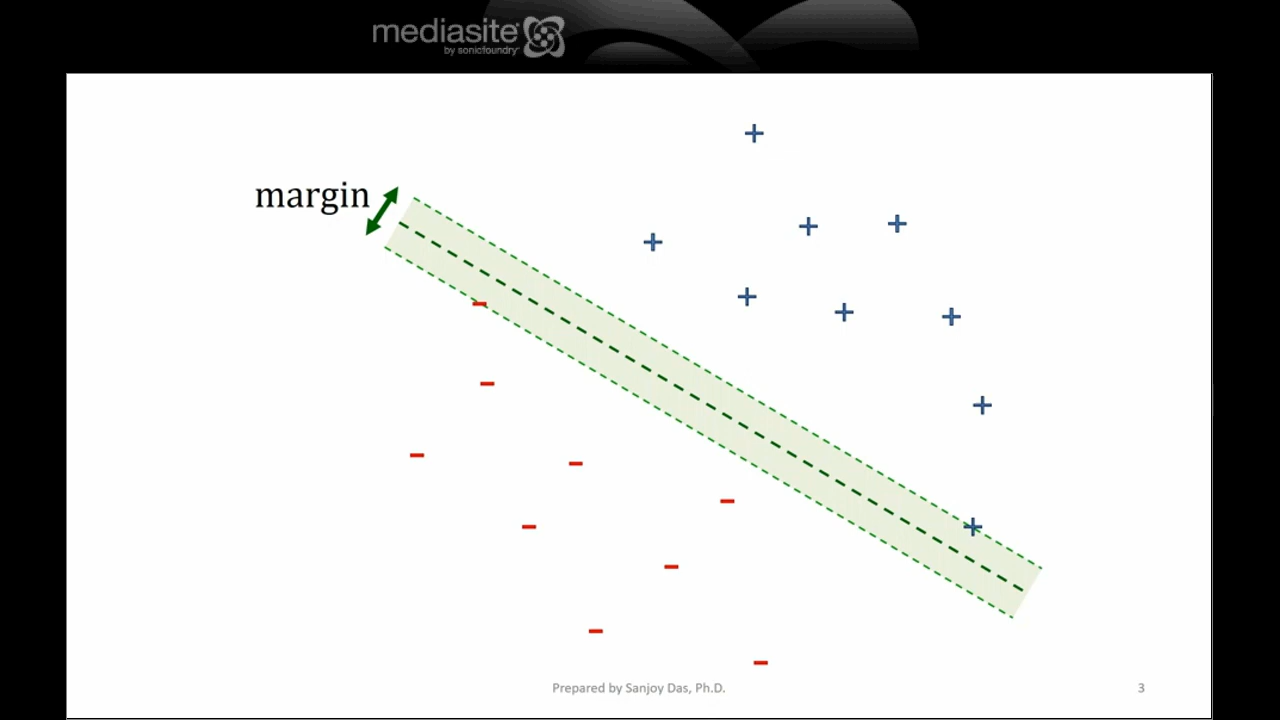 mediasite
by sonicfoundry
margin
Prepared by Sanjoy Das, Ph.D.
3